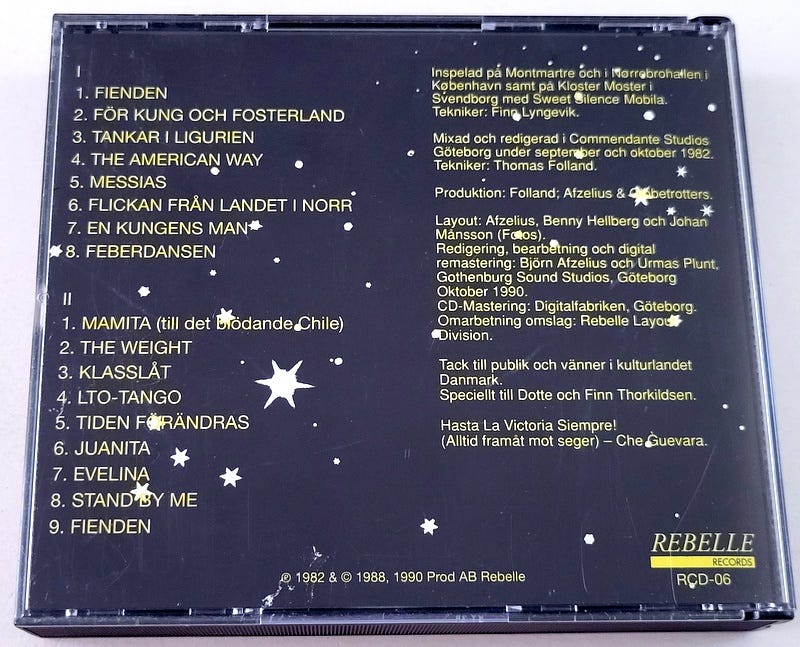 I
1. FIENDEN
2. FÖR KUNG OCH FOSTERLAND
3. TANKAR I LIGURIEN
4. THE AMERICAN WAY
5. MESSIAS
6. FLICKAN FRÅN LANDET I NORR
7. EN KUNGENS MAN
8. FEBERDANSEN
II
1. MAMITA (till det blödande Chile)
2. THE WEIGHT
3. KLASSLÅT
4. LTO-TANGO
5. TIDEN FÖRÄNDRAS
6. JUANITA
7. EVELINA
8. STAND BY ME
9. FIENDEN
Inspelad på Montmartre och i Nørrebrohallen i
København samt på Kloster Moster i
Svendborg med Sweet Silence Mobila.
Tekniker: Finn Lyngevik.
Mixad och redigerad i Commendante Studios
Göteborg under september och oktober 1982.
Tekniker: Thomas Folland.
Produktion: Folland; Afzelius & Globetrotters.
Layout: Afzelius, Benny Hellberg och Johan
Månsson (Fotos).
Redigering, bearbetning och digital
remastering: Björn Afzelius och Urmas Plunt,
Gothenburg Sound Studios, Göteborg
Oktober 1990.
CD-Mastering: Digitalfabriken, Göteborg.
Omarbetning omslag: Rebelle Layout
Division.
Tack till publik och vänner i kulturlandet
Danmark.
Speciellt till Dotte och Finn Thorkildsen.
Hasta La Victoria Siempre!
(Alltid framåt mot seger) – Che Guevara.
REBELLE
RECORDS
RCD-06
℗ 1982 & © 1988, 1990 Prod AB Rebelle